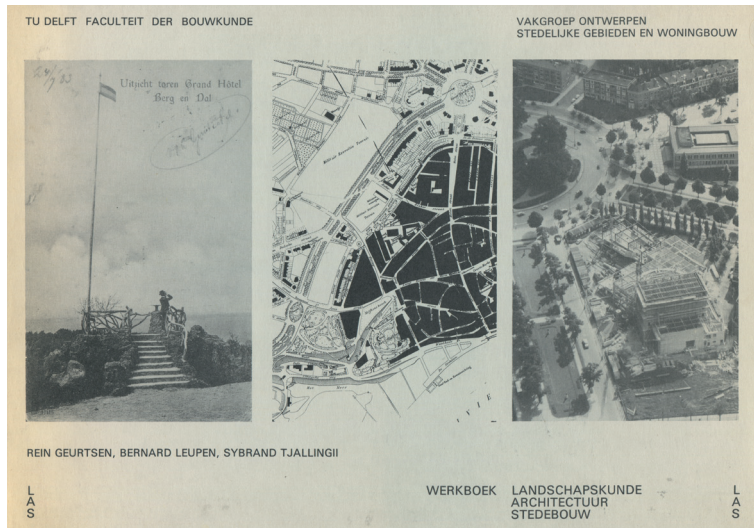 TU DELFT FACULTEIT DER BOUWKUNDE
VAKGROEP ONTWERPEN
STEDELIJKE GEBIEDEN EN WONINGBOUW
Uitzicht toren Grand Hôtel
Berg en Dal
VIE
REIN GEURTSEN, BERNARD LEUPEN, SYBRAND TJALLINGII
WERKBOEK LANDSCHAPSKUNDE
ARCHITECTUUR
STEDEBOUW
L
A
S
L
A
S